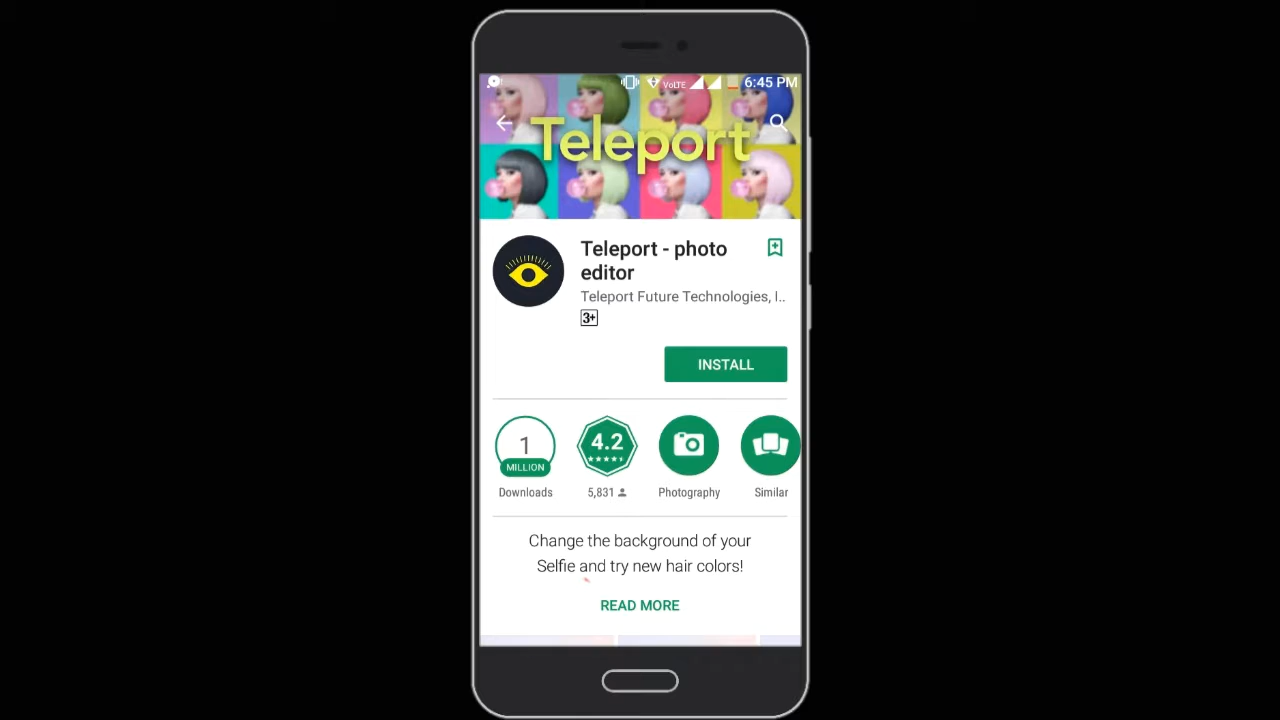 VoLTE 6:45 PM
Teleport
Teleport - photo
editor
Teleport Future Technologies, I..
3+
INSTALL
1
MILLION
Downloads
4.2
5,831
Photography
Similar
Change the background of your
Selfie and try new hair colors!
READ MORE